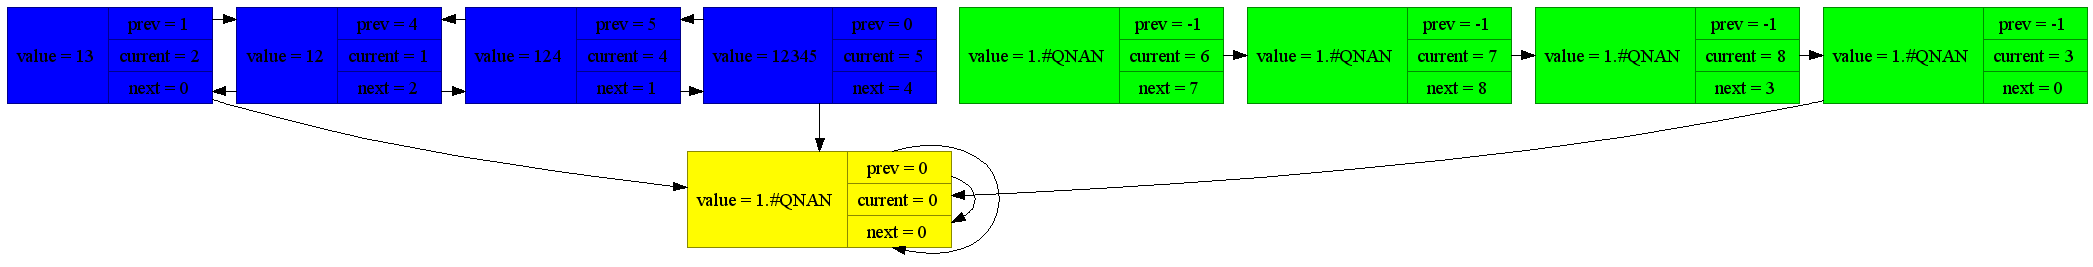 value = 13
prev = 1
current = 2
next = 0
value = 12
prev = 4
current = 1
next = 2
value = 124
prev = 5
current = 4
next = 1
value = 12345
prev = 0
current = 5
next = 4
value = 1.#QNAN
prev = -1
current = 6
next = 7
value = 1.#QNAN
prev = -1
current = 7
next = 8
value = 1.#QNAN
prev = -1
current = 8
next = 3
value = 1.#QNAN
prev = -1
current = 3
next = 0
value = 1.#QNAN
prev = 0
current = 0
next = 0